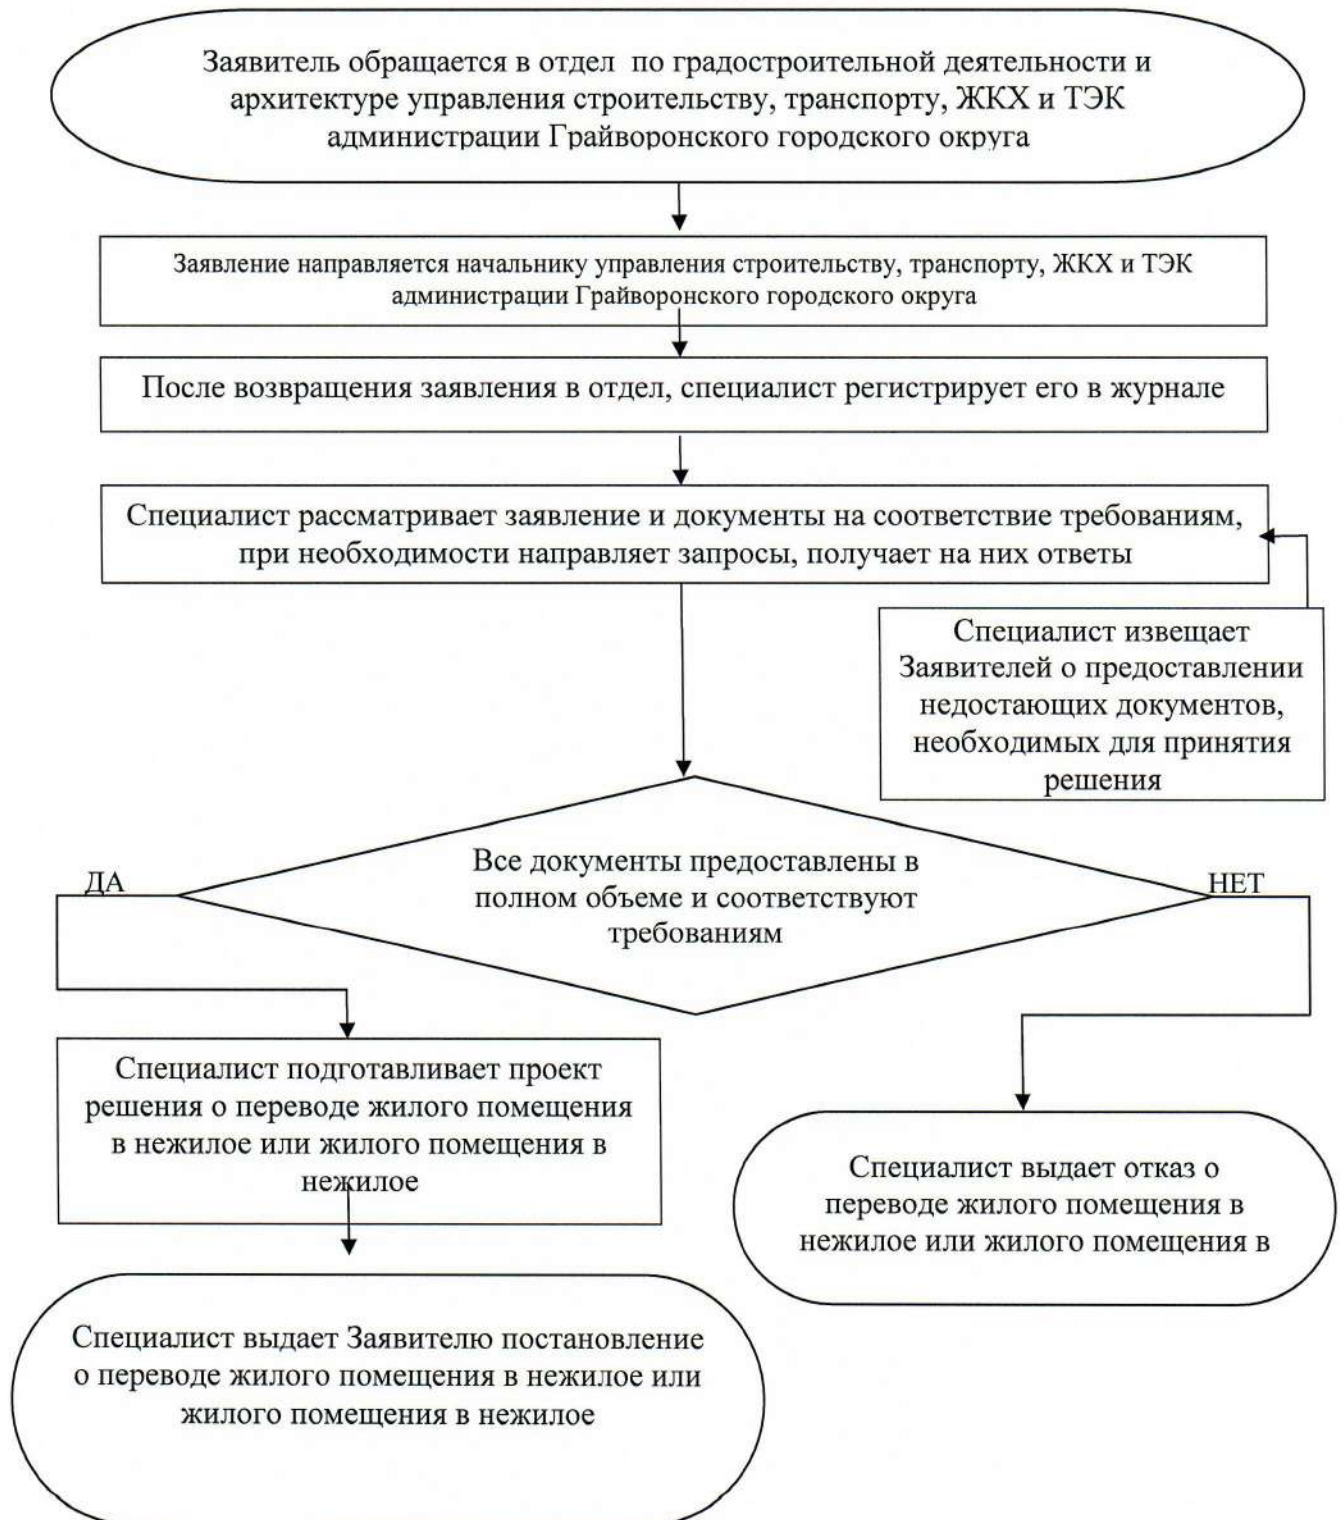 Заявитель обращается в отдел по градостроительной деятельности и
архитектуре управления строительству, транспорту, ЖКХ и ТЭК
администрации Грайворонского городского округа
Заявление направляется начальнику управления строительству, транспорту, ЖКХ и ТЭК
администрации Грайворонского городского округа
После возвращения заявления в отдел, специалист регистрирует его в журнале
Специалист рассматривает заявление и документы на соответствие требованиям,
при необходимости направляет запросы, получает на них ответы
Специалист извещает
Заявителей о предоставлении
недостающих документов,
необходимых для принятия
решения
Все документы предоставлены в
полном объеме и соответствуют
требованиям
ДА
НЕТ
Специалист подготавливает проект
решения о переводе жилого помещения
в нежилое или жилого помещения в
нежилое
Специалист выдает отказ о
переводе жилого помещения в
нежилое или жилого помещения в
Специалист выдает Заявителю постановление
о переводе жилого помещения в нежилое или
жилого помещения в нежилое